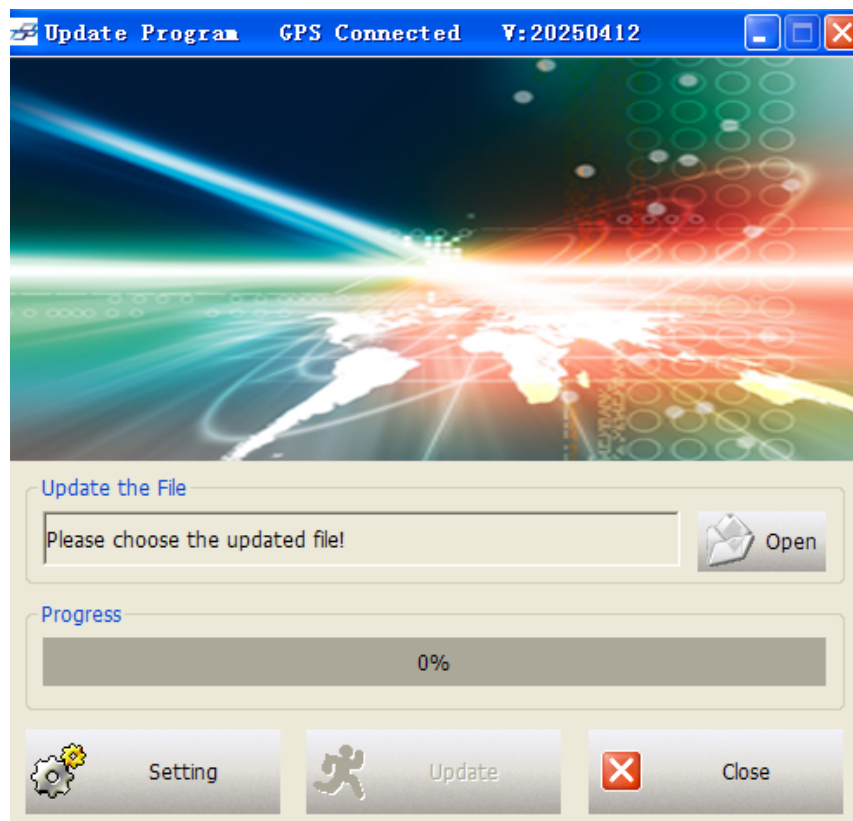 Update Program GPS Connected V:20250412
Update the File
Please choose the updated file!
Open
Progress
0%
Setting
Update
Close